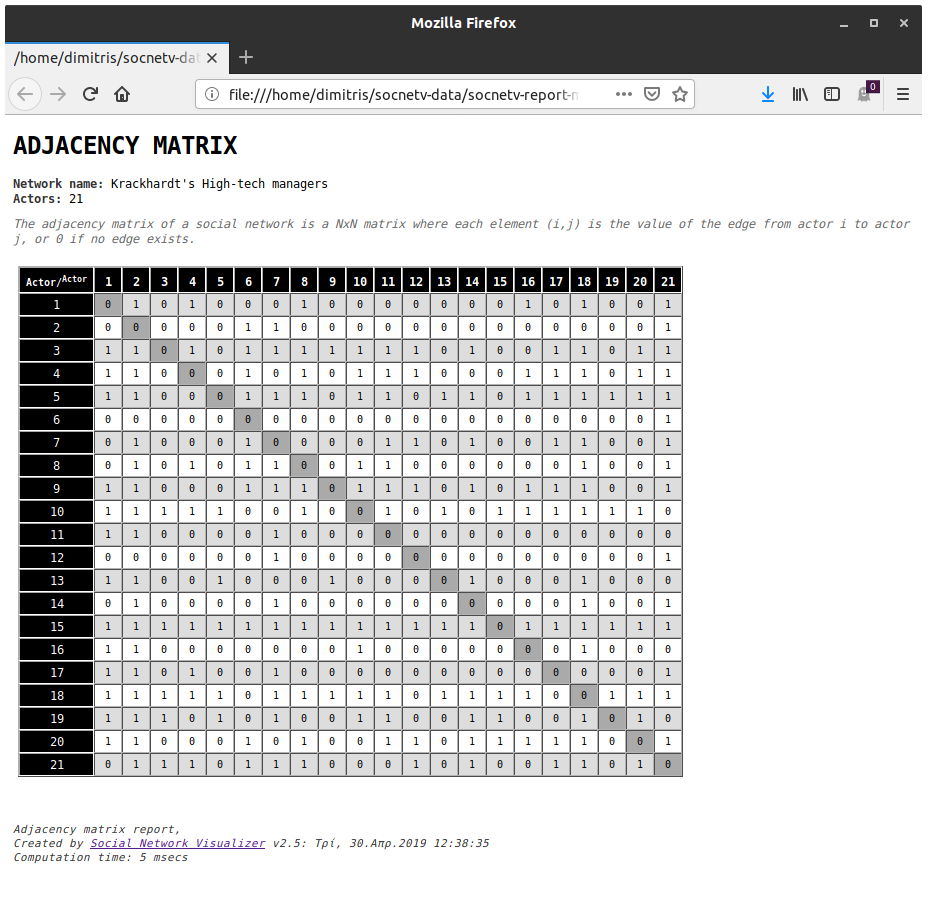 Mozilla Firefox
/home/dimitris/socnetv-da
file:///home/dimitris/socnetv-data/socnetv-report-
0
ADJACENCY MATRIX
Network name: Krackhardt's High-tech managers
Actors: 21
The adjacency matrix of a social network is a NxN matrix where each element (i,j) is the value of the edge from actor i to actor
j, or 0 if no edge exists.
Actor/Actor 1 2 3 4 5 6 7 8 9 10 11 12 13 14 15 16 17 18 19 20 21
1 0 1 0 1 0 0 0 1 0 0 0 0 0 0 0 1 0 1 0 0 1
2 0 0 0 0 0 1 1 0 0 0 0 0 0 0 0 0 0 0 0 0 1
3 1 1 0 1 0 1 1 1 1 1 1 1 0 1 0 0 1 1 0 1 1
4 1 1 0 0 0 1 0 1 0 1 1 1 0 0 0 1 1 1 0 1 1
5 1 1 0 0 0 1 1 1 0 1 1 0 1 1 0 1 1 1 1 1 1
6 0 0 0 0 0 0 0 0 0 0 0 0 0 0 0 0 0 0 0 0 1
7 0 1 0 0 0 1 0 0 0 0 1 1 0 1 0 0 1 1 0 0 1
8 0 1 0 1 0 1 1 0 0 1 1 0 0 0 0 0 0 1 0 0 1
9 1 1 0 0 0 1 1 1 0 1 1 1 0 1 0 1 1 1 0 0 1
10 1 1 1 1 1 0 0 1 0 0 1 0 1 0 1 1 1 1 1 1 0
11 1 1 0 0 0 0 1 0 0 0 0 0 0 0 0 0 0 0 0 0 0
12 0 0 0 0 0 0 1 0 0 0 0 0 0 0 0 0 0 0 0 0 1
13 1 1 0 0 1 0 0 0 1 0 0 0 0 1 0 0 0 1 0 0 0
14 0 1 0 0 0 0 1 0 0 0 0 0 0 0 0 0 0 1 0 0 1
15 1 1 1 1 1 1 1 1 1 1 1 1 1 1 0 1 1 1 1 1 1
16 1 1 0 0 0 0 0 0 0 1 0 0 0 0 0 0 0 1 0 0 0
17 1 1 0 1 0 0 1 0 0 0 0 0 0 0 0 0 0 0 0 0 1
18 1 1 1 1 1 0 1 1 1 1 1 0 1 1 1 1 0 0 1 1 1
19 1 1 1 0 1 0 1 0 0 1 1 0 0 1 1 0 0 1 0 1 0
20 1 1 0 0 0 1 0 1 0 0 1 1 0 1 1 1 1 1 0 0 1
21 0 1 1 1 0 1 1 1 0 0 0 1 0 1 0 0 1 1 0 1 0
Adjacency matrix report,
Created by Social Network Visualizer v2.5: Τρί, 30.Απρ.2019 12:38:35
Computation time: 5 msecs